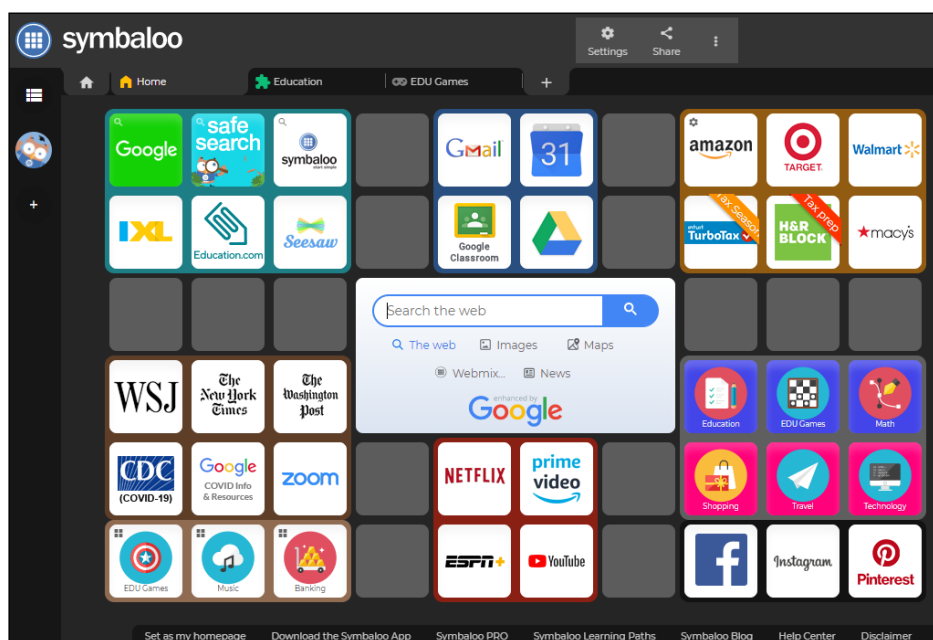 symbaloo
Settings
Share
Home
Education
EDU Games
+
Google
safe
search
symbaloo
start simple
Gmail
31
amazon
TARGET
Walmart
IXL
Education.com
Seesaw
Google
Classroom
intuit
TurboTax
Tax Season
H&R
BLOCK
Tax prep
macy's
+
Search the web
The web
Images
Maps
Webmix...
News
enhanced by
Google
WSJ
The
New York
Times
The
Washington
Post
Education
EDU Games
Math
CDC
(COVID-19)
Google
COVID Info
& Resources
zoom
NETFLIX
prime
video
Shopping
Travel
Technology
EDU Games
Music
Banking
ESPN+
YouTube
f
Instagram
Pinterest
Set as my homepage
Download the Symbaloo App
Symbaloo PRO
Symbaloo Learning Paths
Symbaloo Blog
Help Center
Disclaimer